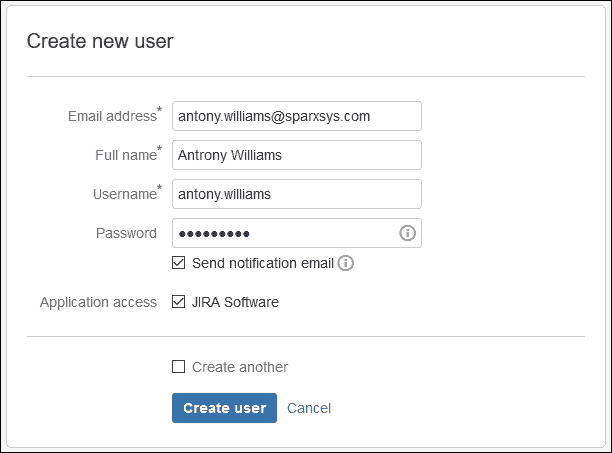 Create new user
Email address* antony.williams@sparxsys.com
Full name* Antrony Williams
Username* antony.williams
Password •••••••••
Send notification email
Application access JIRA Software
Create another
Create user Cancel